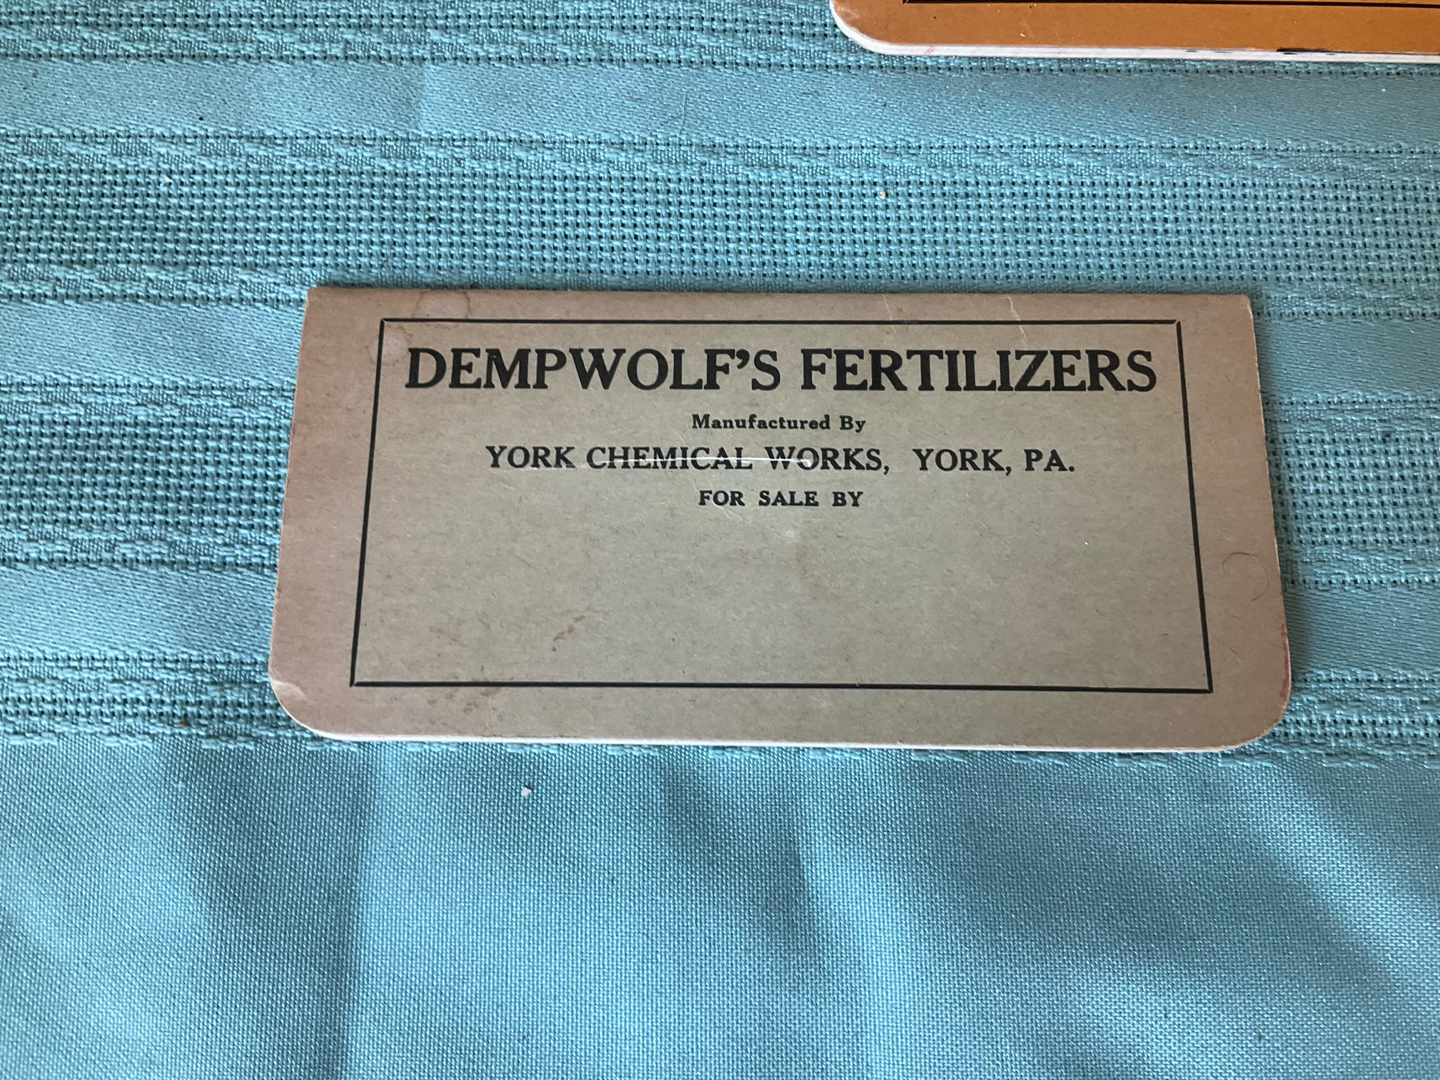 DEMPWOLF'S FERTILIZERS
Manufactured By
YORK CHEMICAL WORKS, YORK, PA.
FOR SALE BY